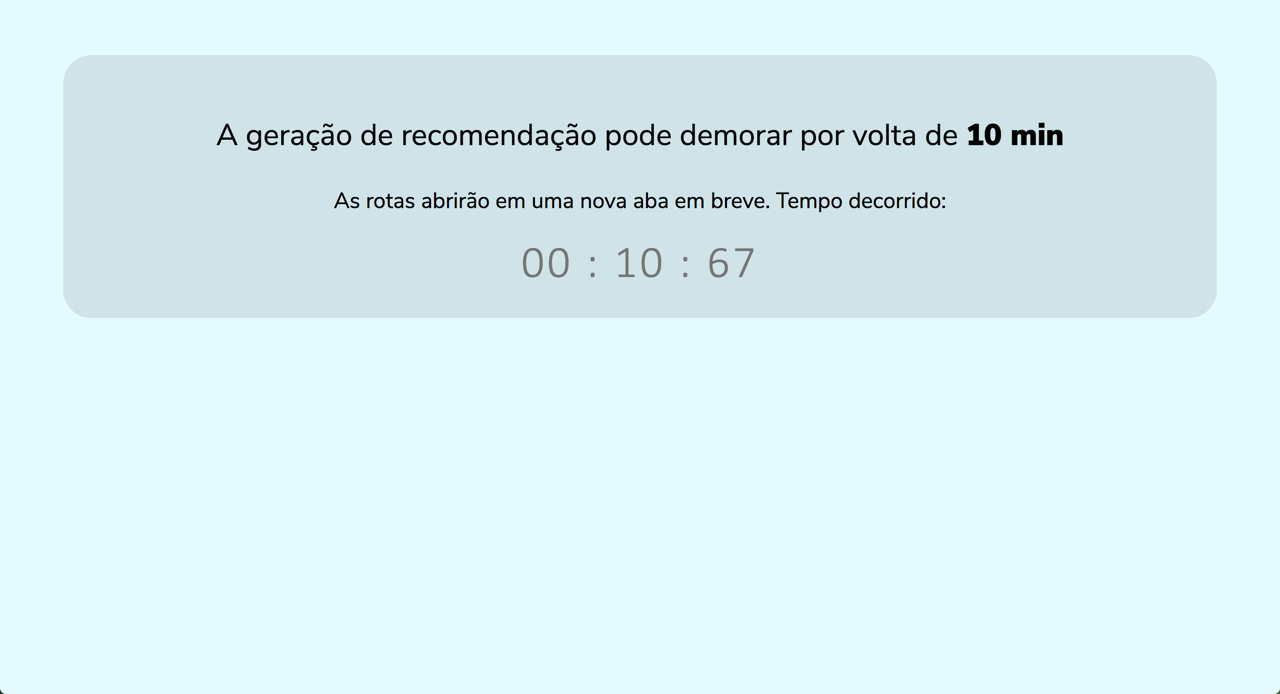 A geração de recomendação pode demorar por volta de 10 min
As rotas abrirão em uma nova aba em breve. Tempo decorrido:
00 : 10 : 67